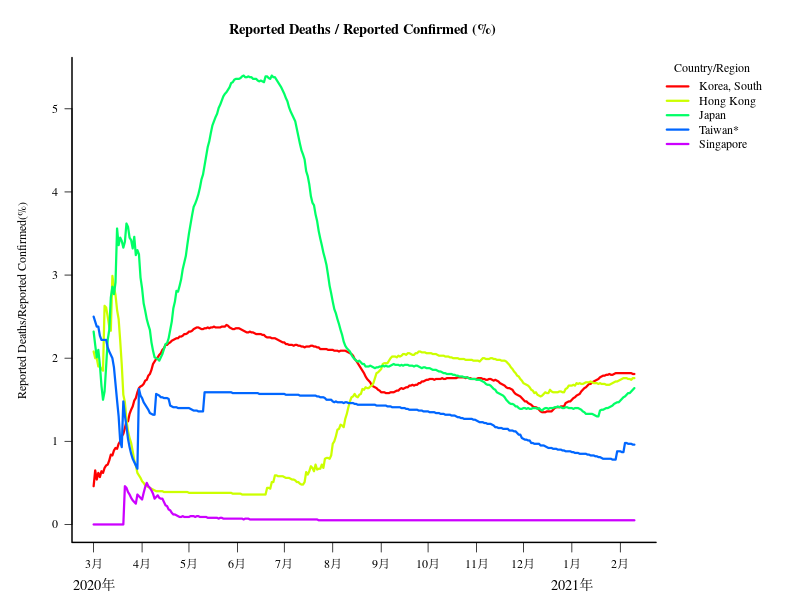 Reported Deaths / Reported Confirmed (%)
Country/Region
Korea, South
Hong Kong
Japan
Taiwan*
Singapore
Reported Deaths/Reported Confirmed(%)
5
4
3
2
1
0
3月 4月 5月 6月 7月 8月 9月 10月 11月 12月 1月 2月
2020年 2021年